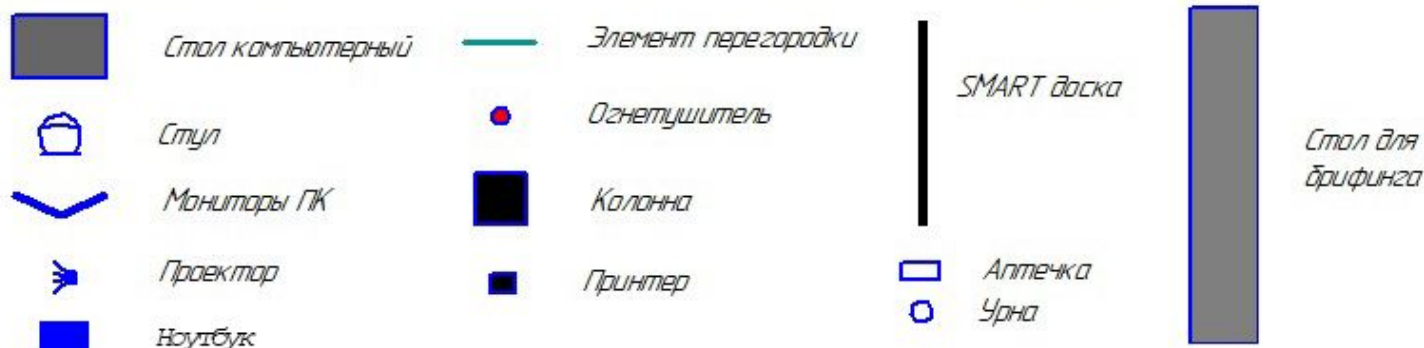 Стол компьютерный
Стул
Мониторы ПК
Проектор
Ноутбук
Элемент перегородки
Огнетушитель
Колонна
Принтер
SMART доска
Аптечка
Урна
Стол для
брифинга